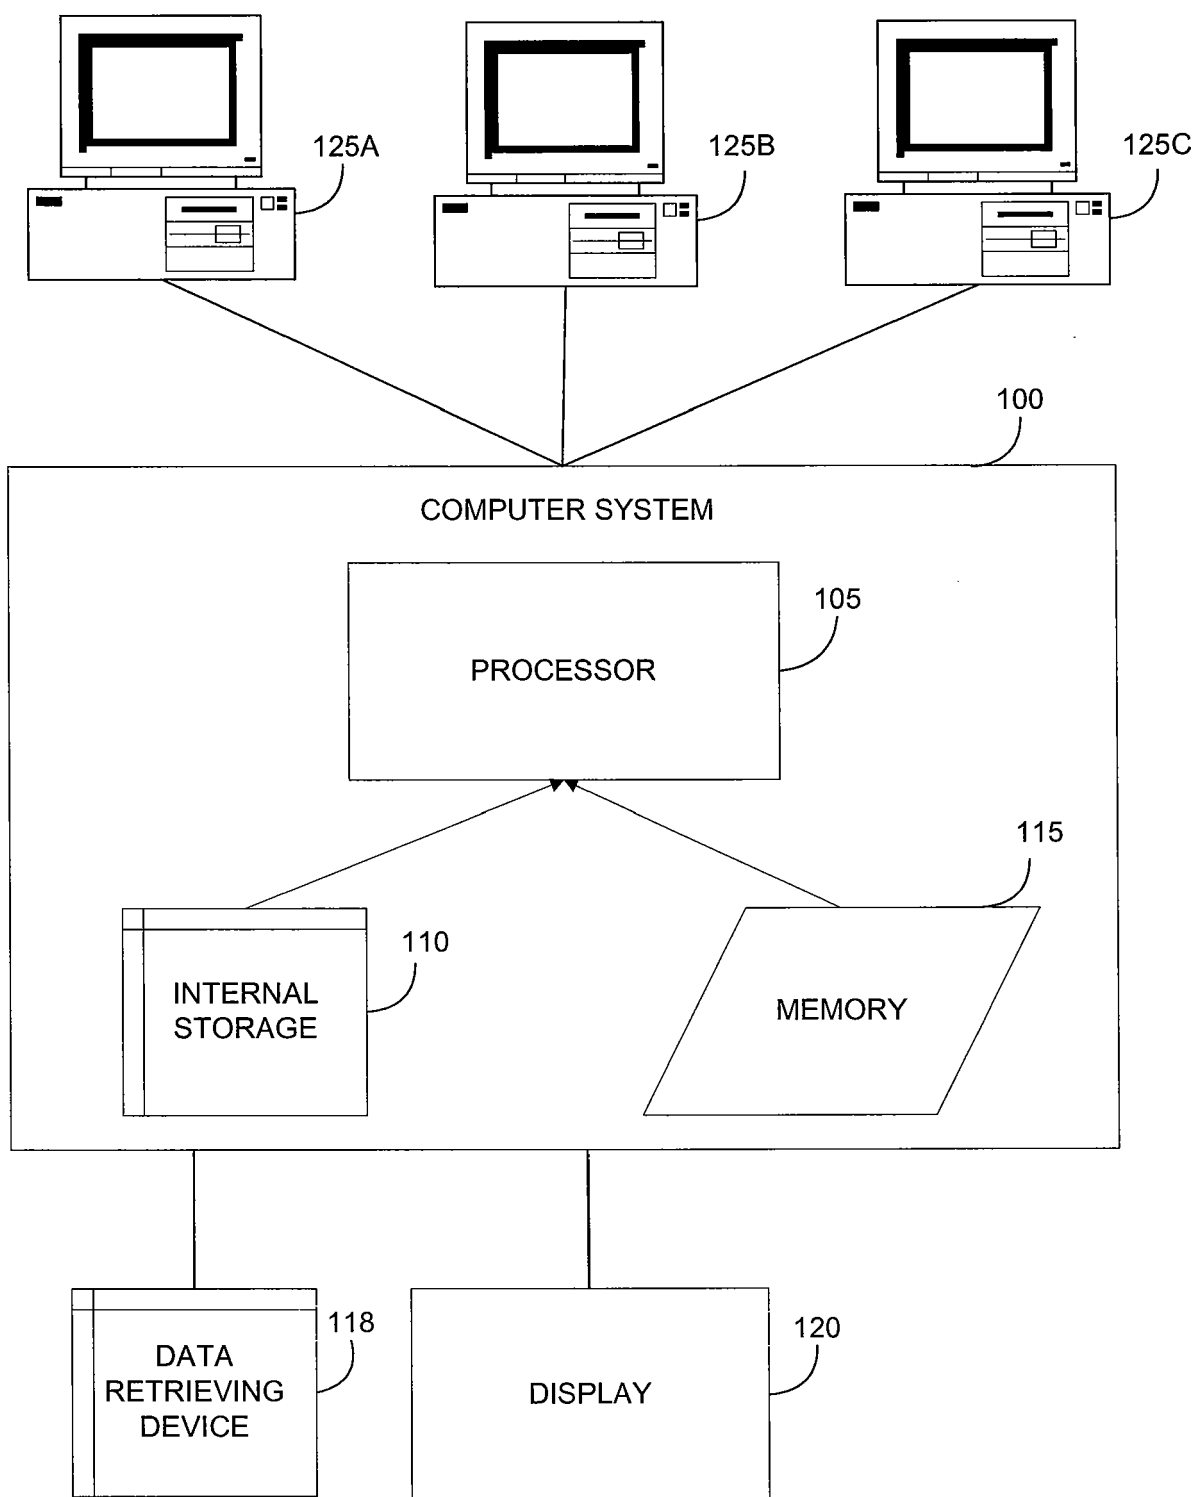 125A
125B
125C
100
COMPUTER SYSTEM
105
PROCESSOR
115
110
INTERNAL
STORAGE
MEMORY
118
DATA
RETRIEVING
DEVICE
120
DISPLAY